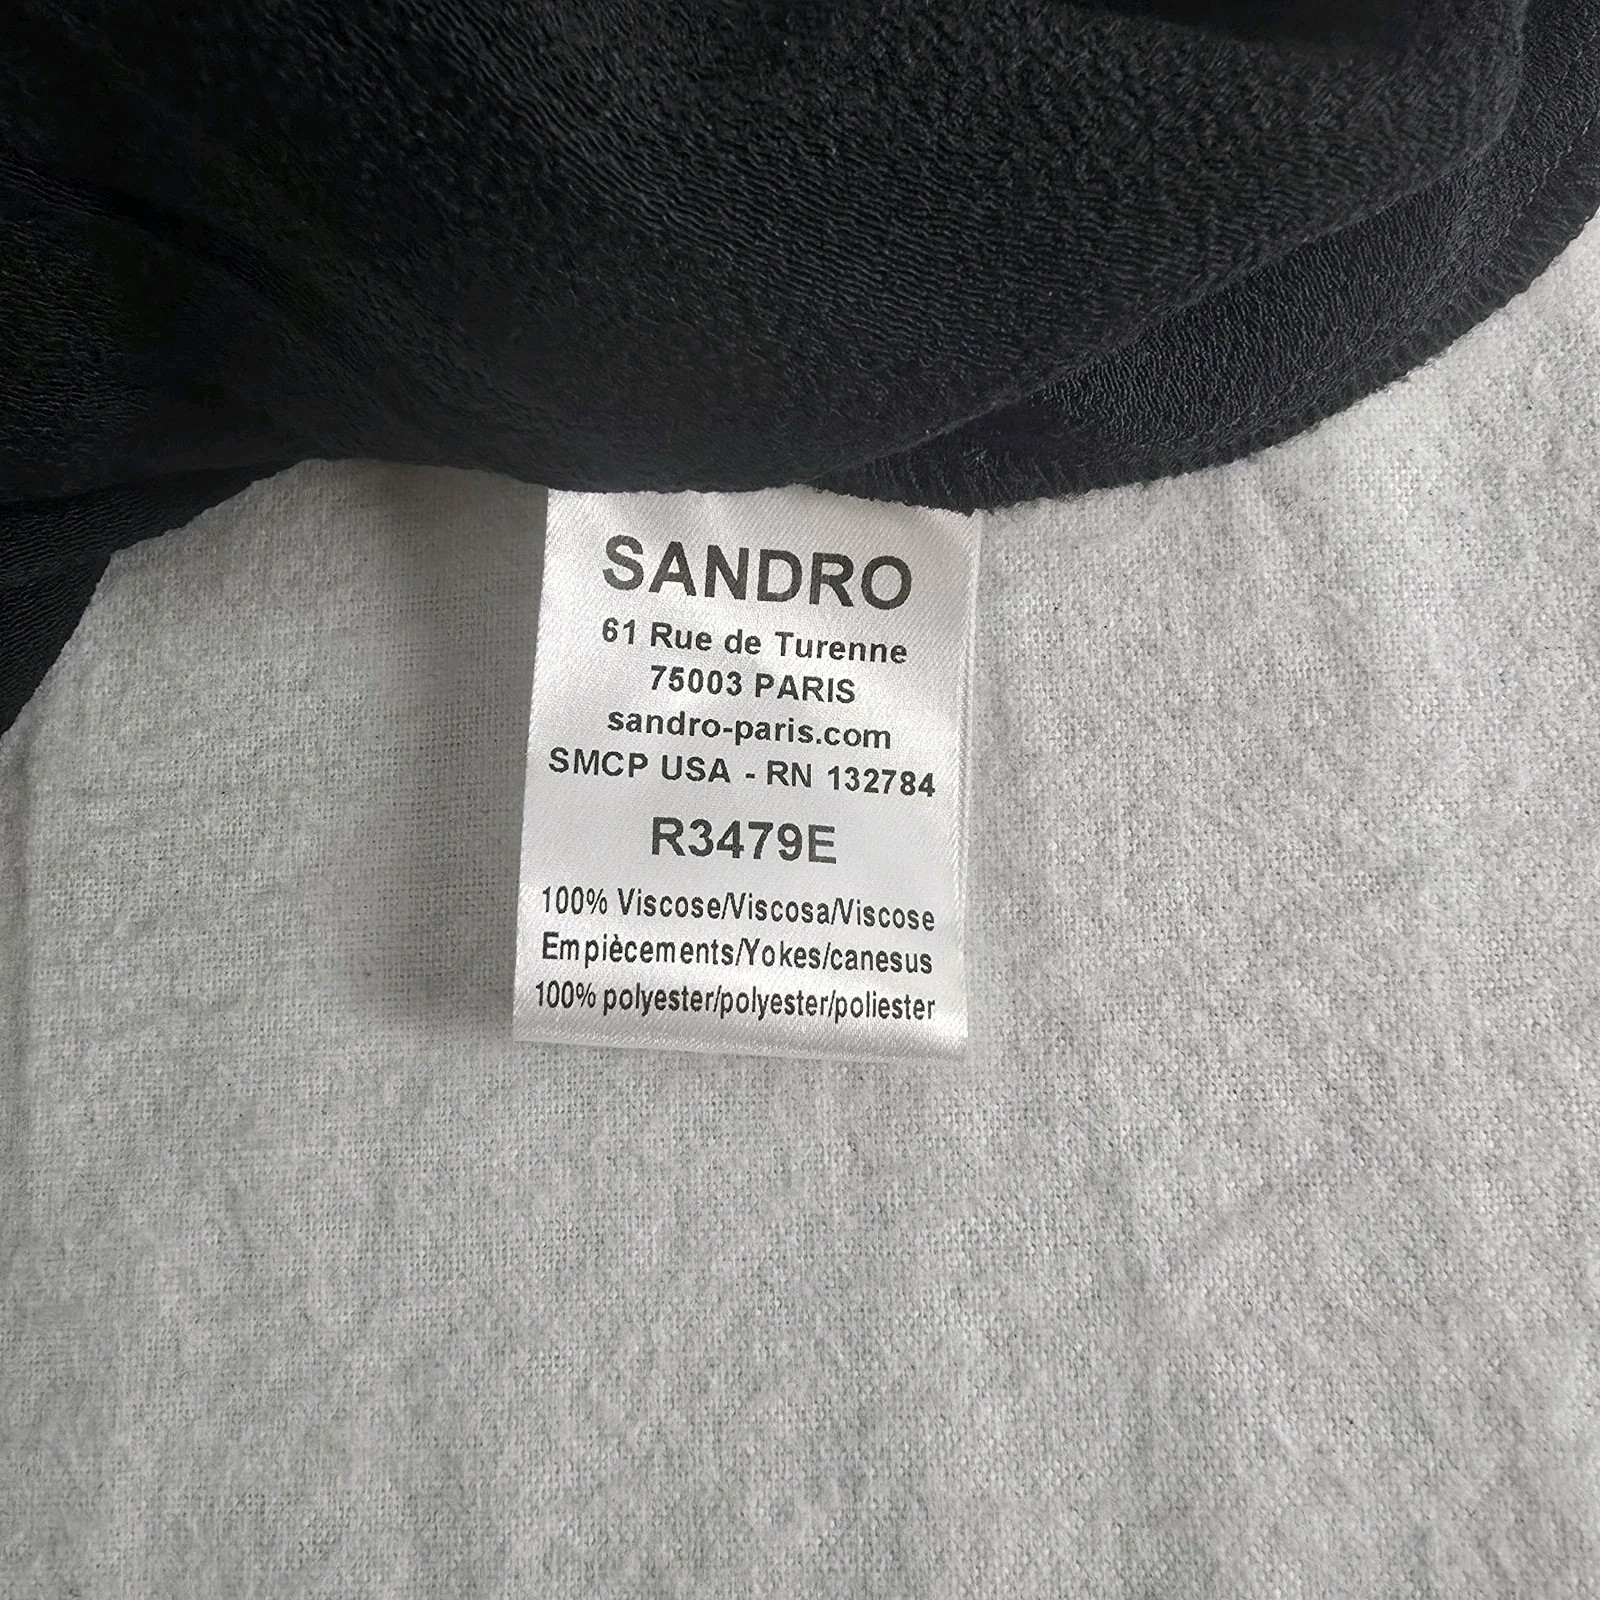 SANDRO
61 Rue de Turenne
75003 PARIS
sandro-paris.com
SMCP USA - RN 132784
R3479E
100% Viscose/Viscosa/Viscose
Empiècements/Yokes/canesus
100% polyester/polyester/poliester